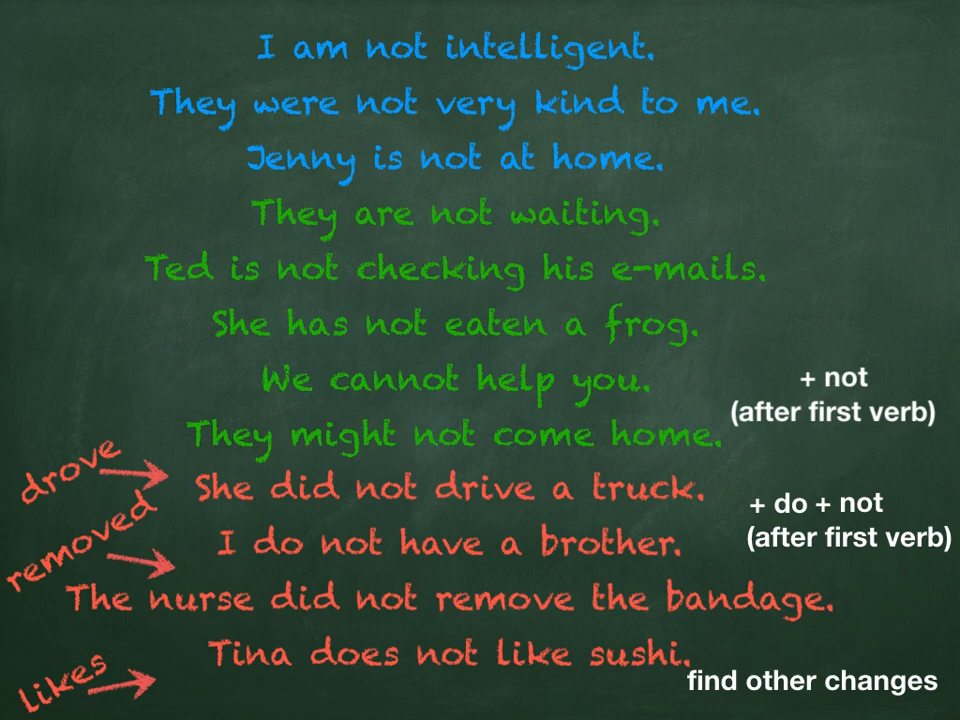 I am not intelligent.
They were not very kind to me.
Jenny is not at home.
They are not waiting.
Ted is not checking his e-mails.
She has not eaten a frog.
We cannot help you.
They might not come home.
+ not
(after first verb)
drove
She did not drive a truck.
+ do + not
(after first verb)
removed
I do not have a brother.
The nurse did not remove the bandage.
likes
Tina does not like sushi.
find other changes